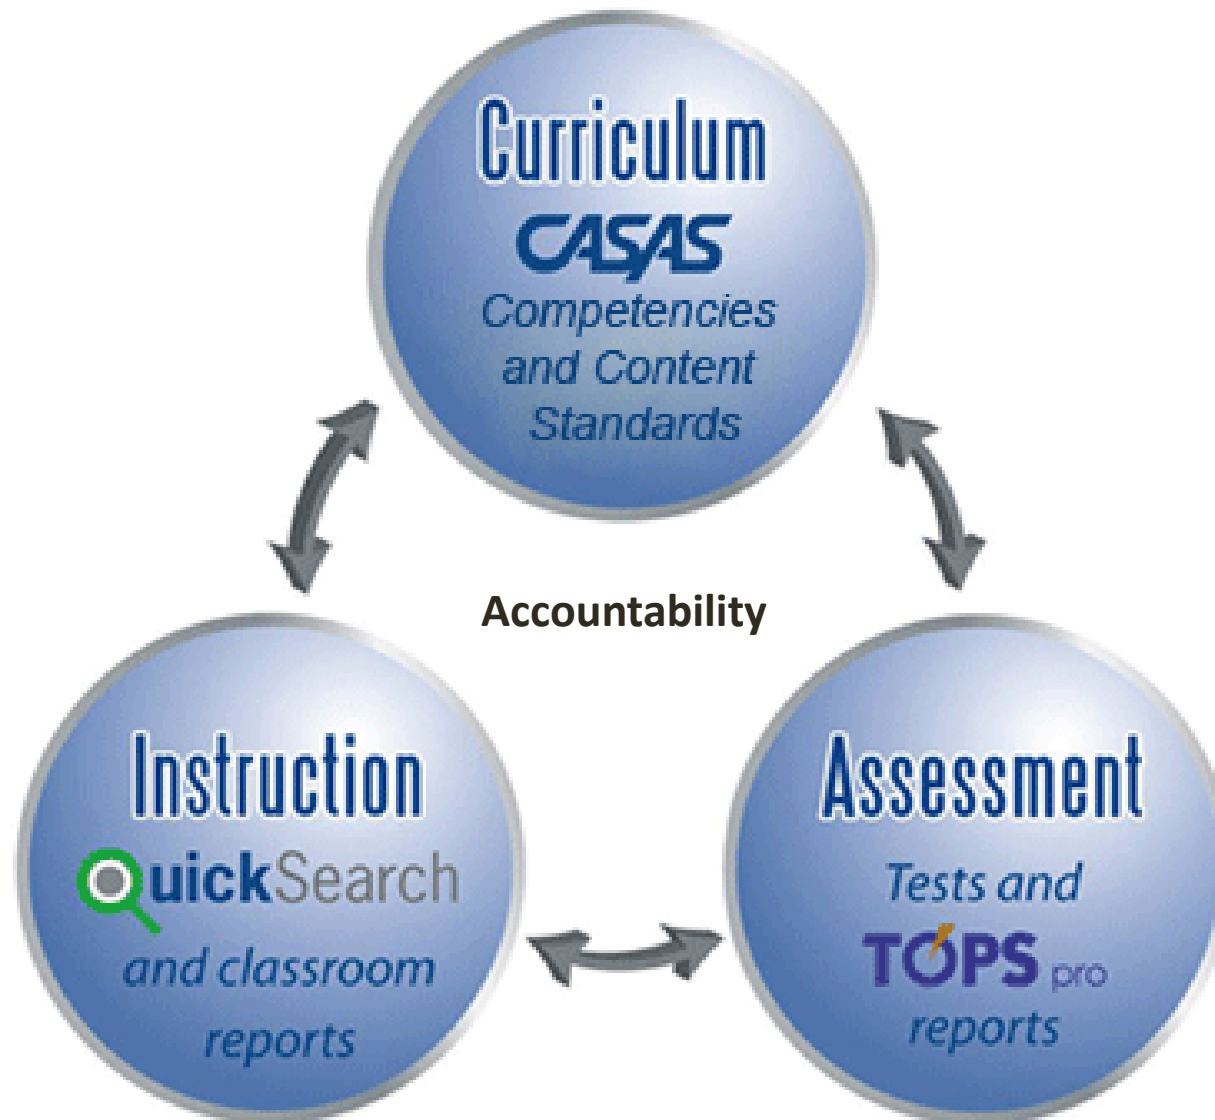 Curriculum
CASAS
Competencies
and Content
Standards
Accountability
Instruction
QuickSearch
and classroom
reports
Assessment
Tests and
TOPS pro
reports